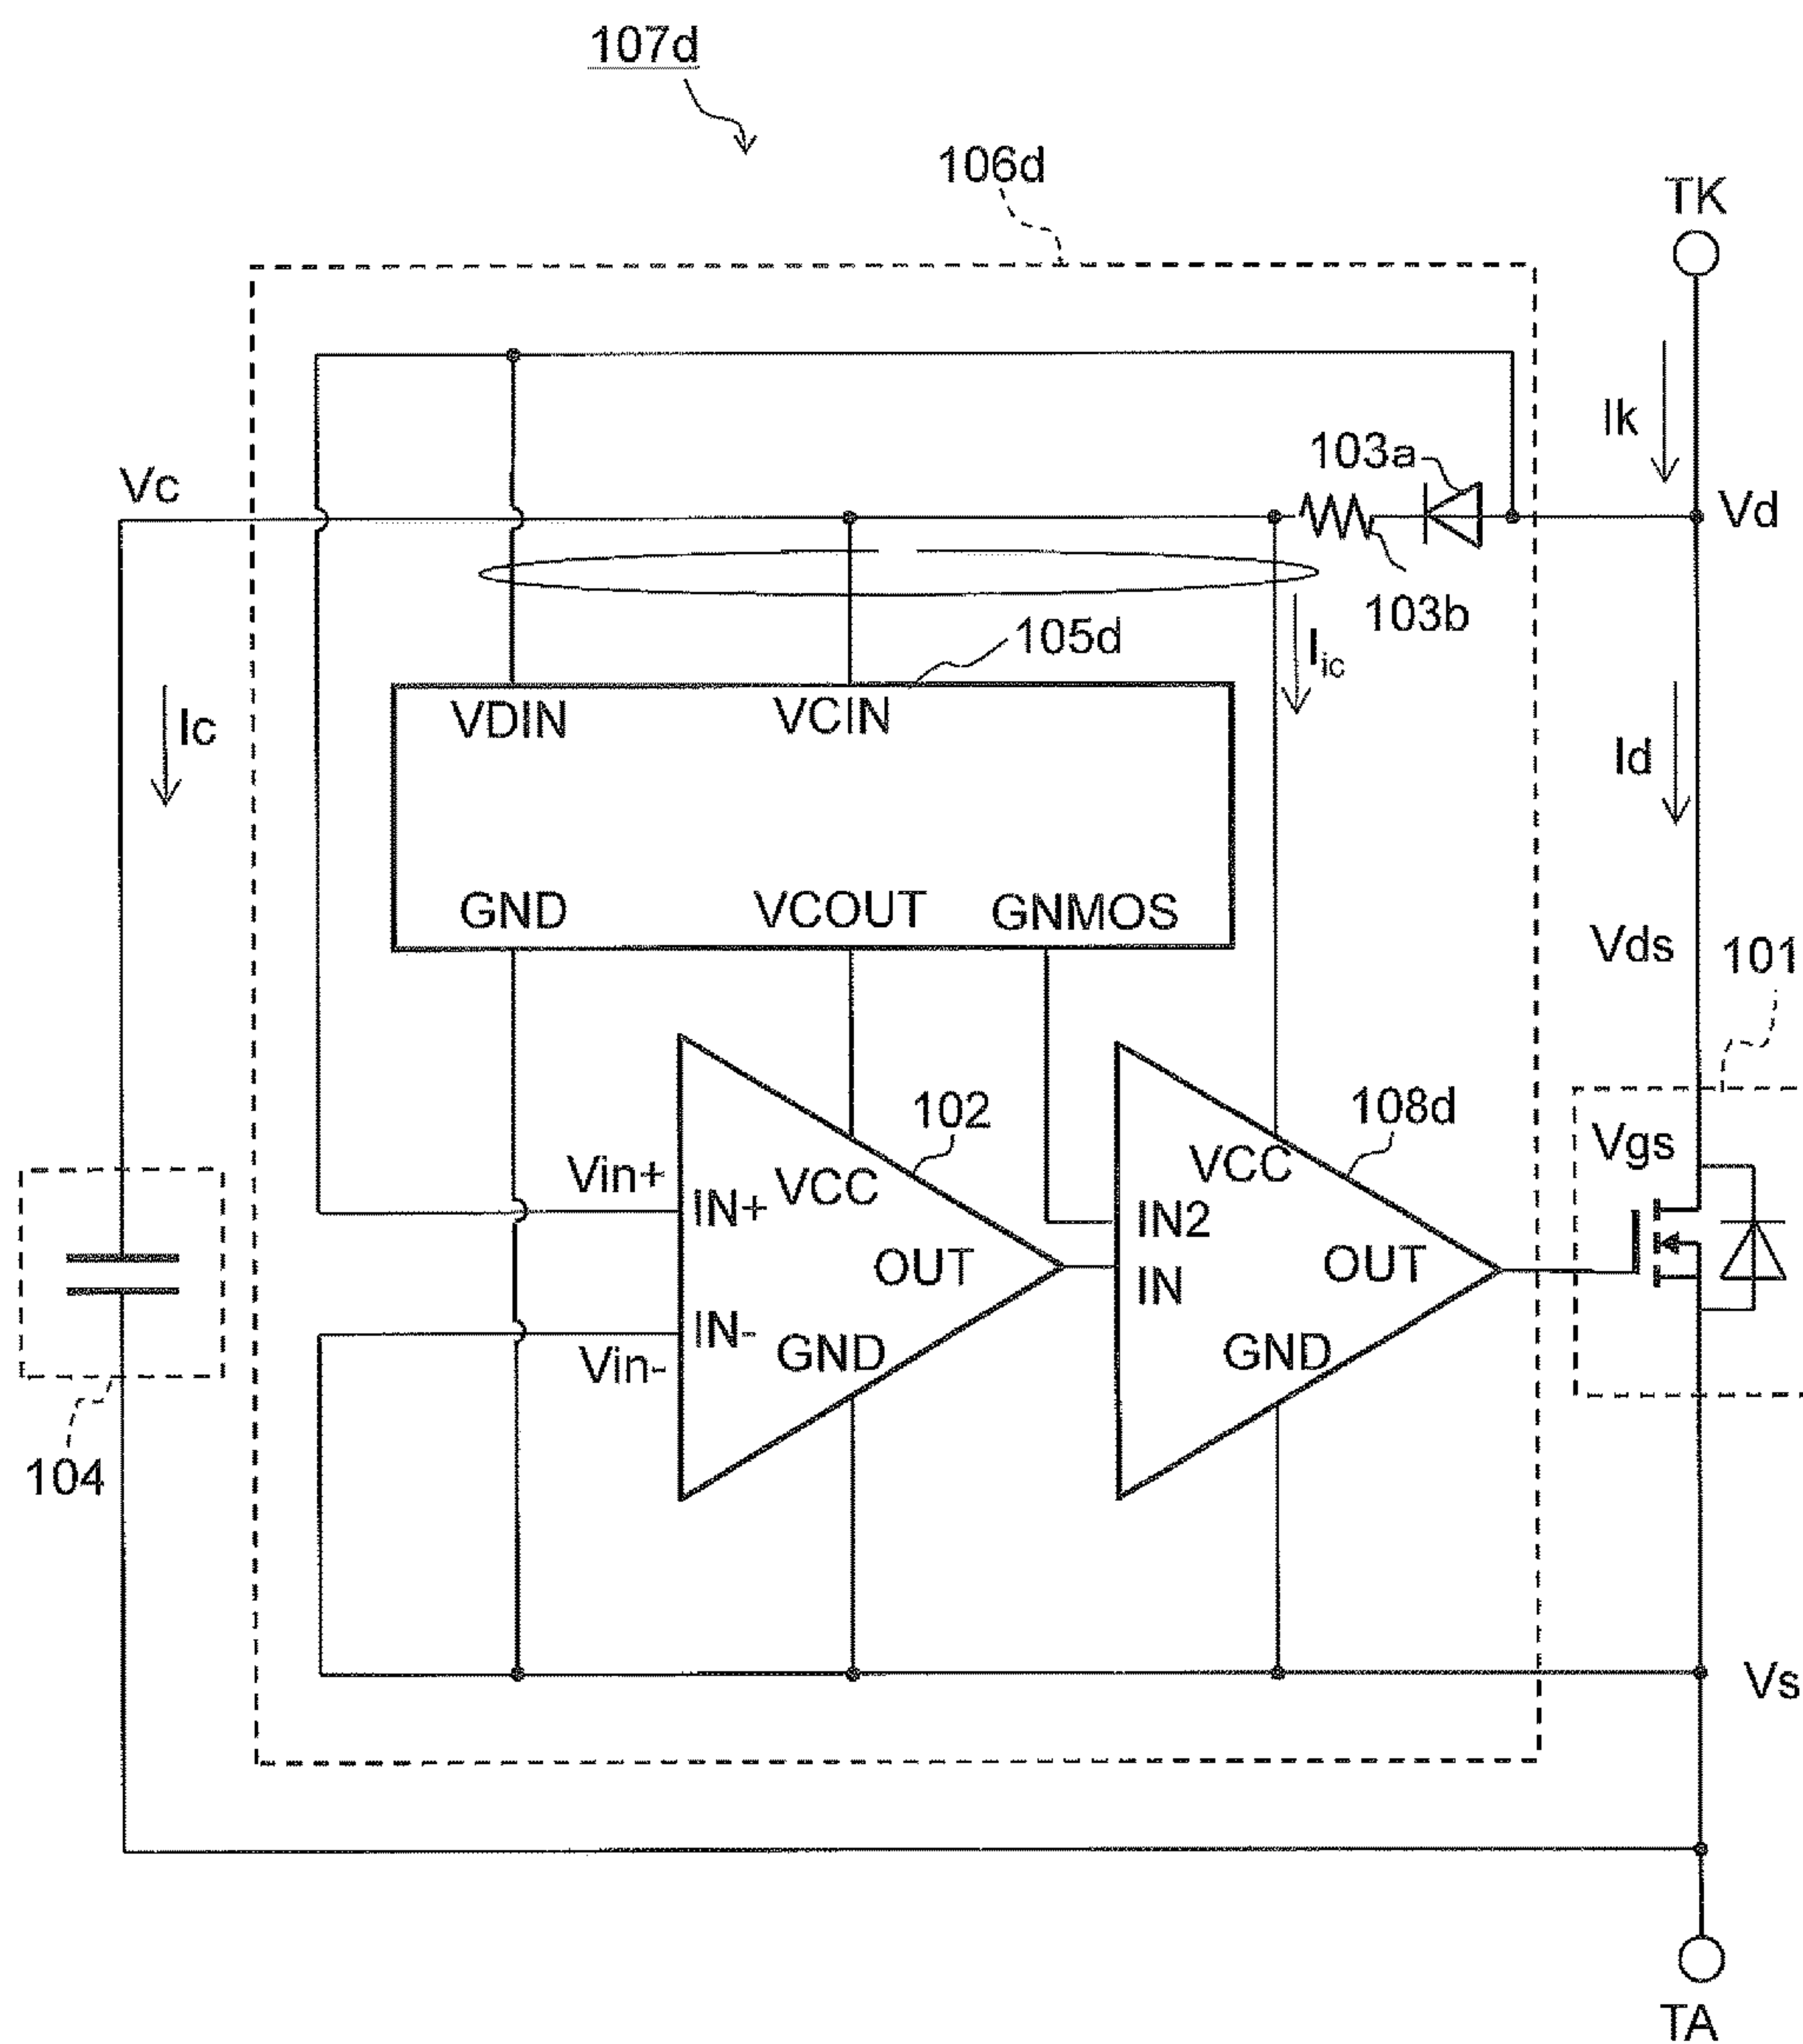 107d
106d
TK
Ik
103a
Vc
Vd
103b
105d
Iic
VDIN
VCIN
Ic
Id
GND
VCOUT
GNMOS
Vds
101
102
108d
Vgs
Vin+
VCC
VCC
IN+
IN2
OUT
OUT
IN
IN-
GND
GND
Vin-
104
Vs
TA